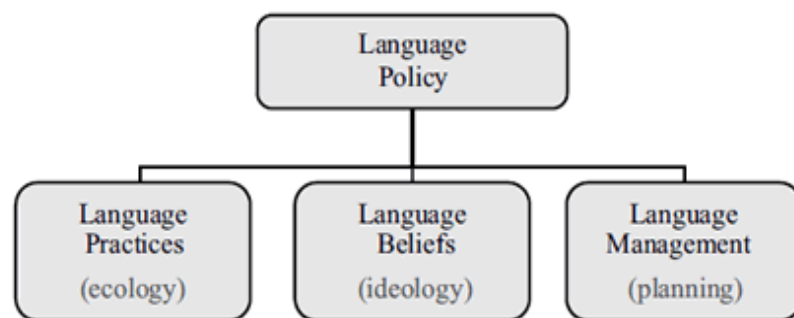 Language
Policy
Language
Practices
(ecology)
Language
Beliefs
(ideology)
Language
Management
(planning)